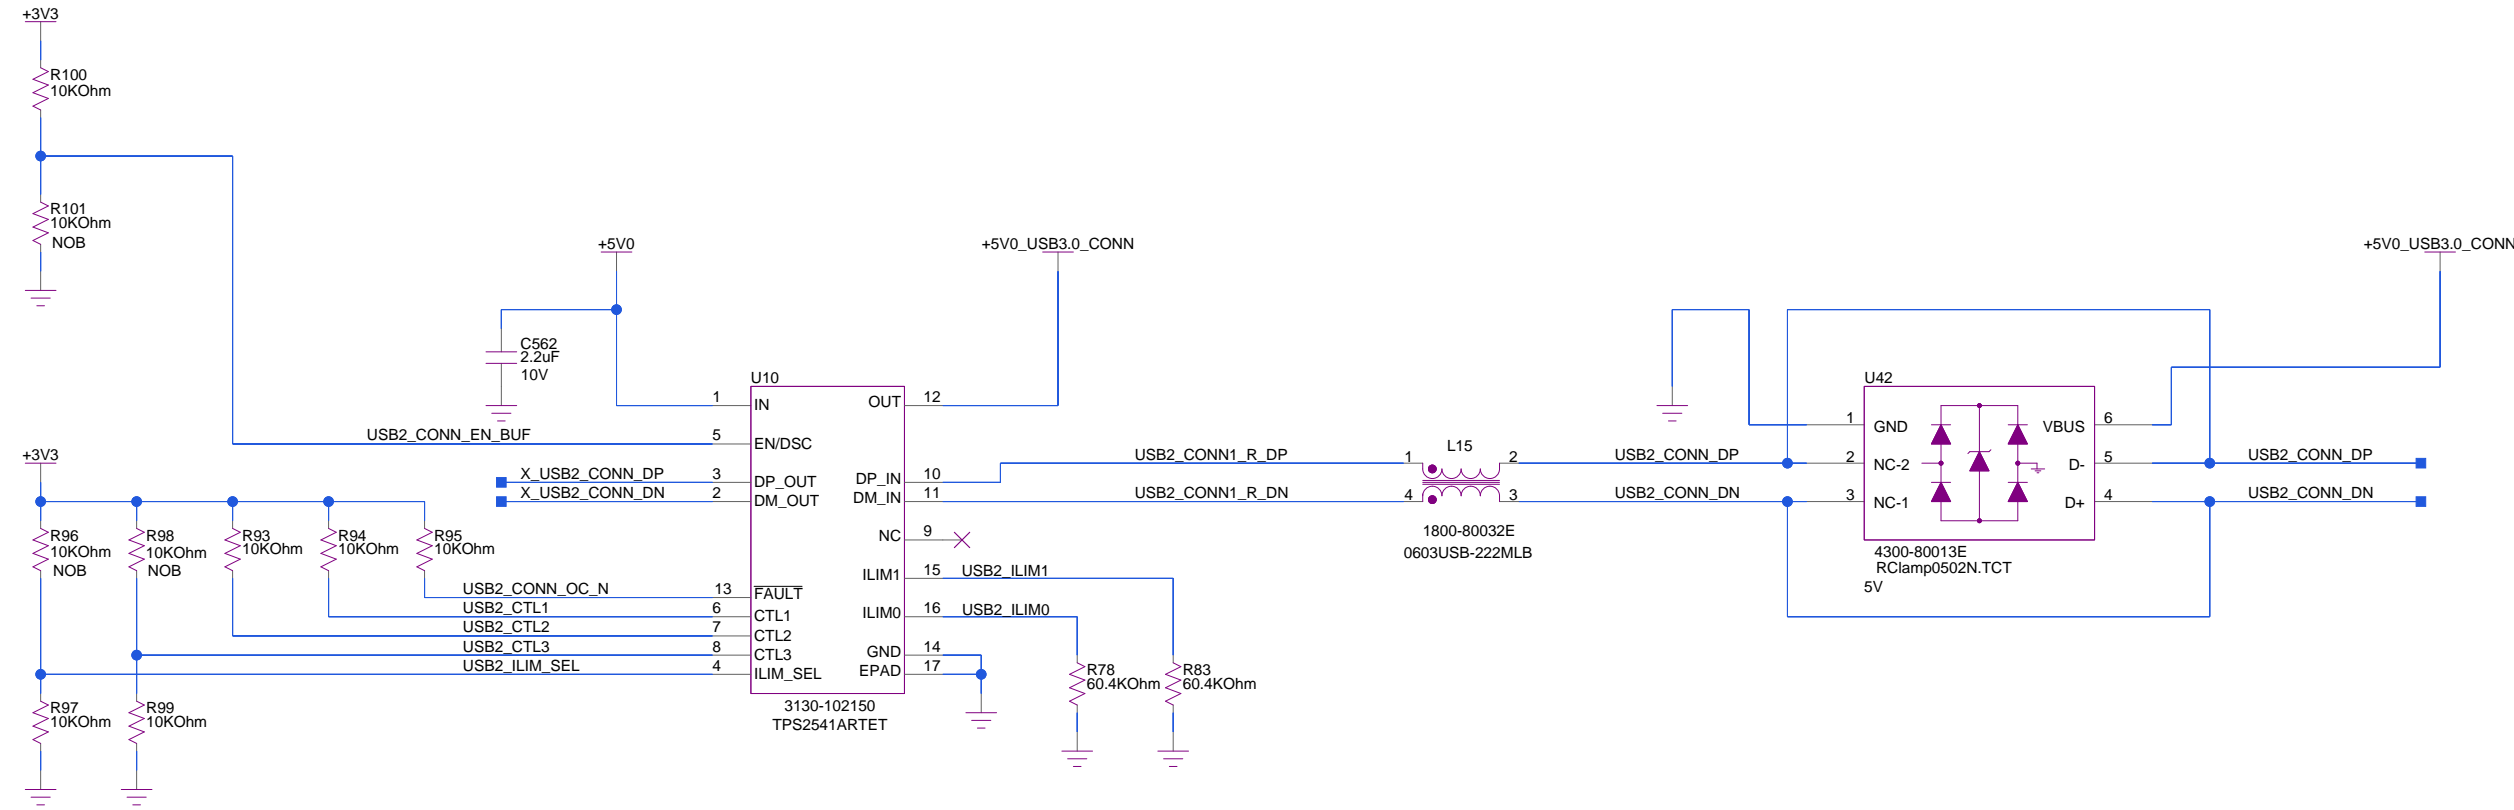 +3V3
R100
10KOhm
R101
10KOhm
NOB
+5V0
+5V0_USB3.0_CONN
+5V0_USB3.0_CONN
C562
2.2uF
10V
U10
1
IN
OUT
12
USB2_CONN_EN_BUF
5
EN/DSC
X_USB2_CONN_DP
3
DP_OUT
DP_IN
10
USB2_CONN1_R_DP
X_USB2_CONN_DN
2
DM_OUT
DM_IN
11
USB2_CONN1_R_DN
NC
9
ILIM1
15
USB2_ILIM1
USB2_CONN_OC_N
13
FAULT
USB2_CTL1
6
CTL1
ILIM0
16
USB2_ILIM0
USB2_CTL2
7
CTL2
USB2_CTL3
8
CTL3
GND
14
USB2_ILIM_SEL
4
ILIM_SEL
EPAD
17
3130-102150
TPS2541ARTET
+3V3
R96
10KOhm
NOB
R98
10KOhm
NOB
R93
10KOhm
R94
10KOhm
R95
10KOhm
R97
10KOhm
R99
10KOhm
R78
60.4KOhm
R83
60.4KOhm
L15
1
2
4
3
1800-80032E
0603USB-222MLB
USB2_CONN_DP
USB2_CONN_DN
U42
1
GND
VBUS
6
2
NC-2
D-
5
USB2_CONN_DP
3
NC-1
D+
4
USB2_CONN_DN
4300-80013E
RClamp0502N.TCT
5V